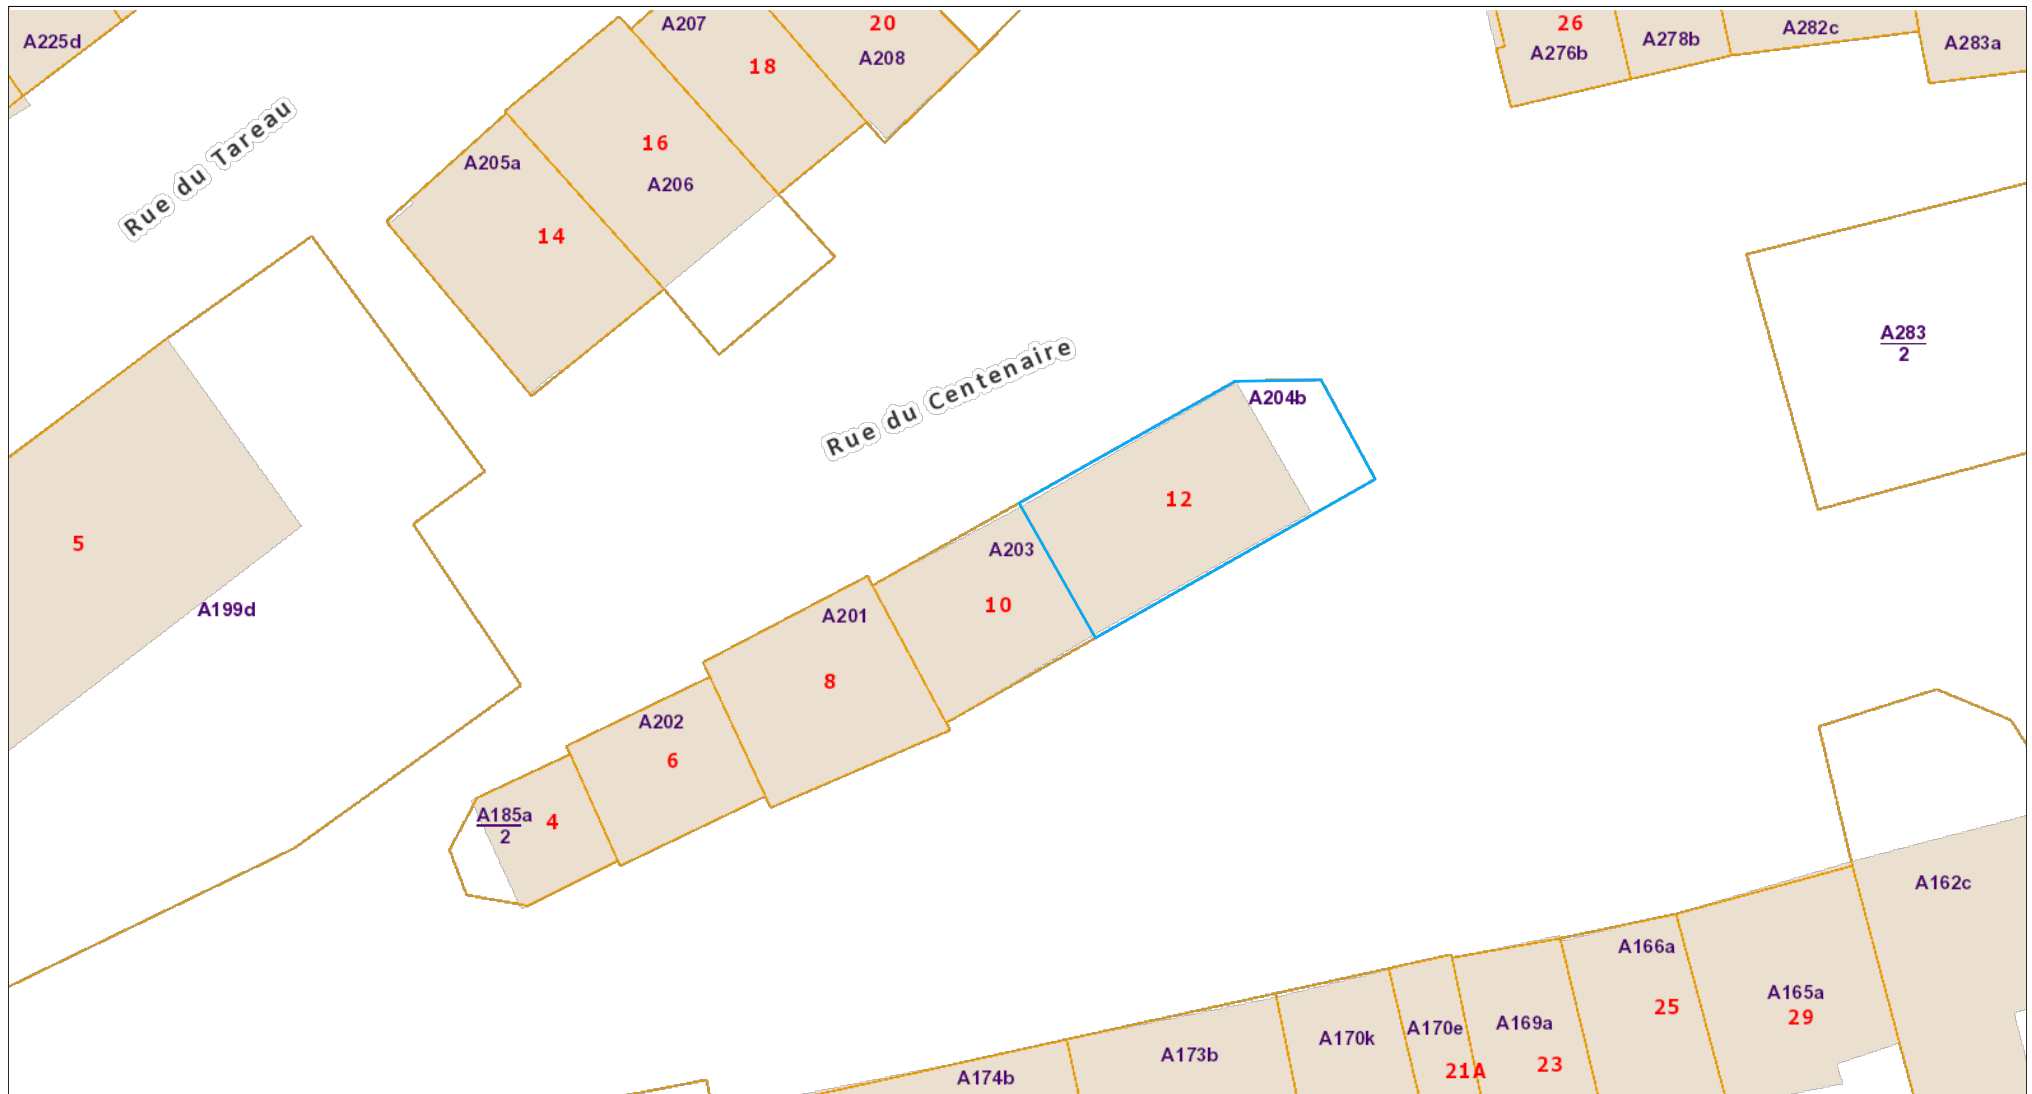 A225d
A207
20
A208
18
26
A276b
A278b
A282c
A283a
Rue du Tareau
16
A205a
A206
14
A283
2
Rue du Centenaire
A204b
12
5
A203
A199d
10
A201
8
A202
6
A185a
2
4
A162c
A166a
A165a
25
29
A169a
A170e
A170k
A173b
23
21A
A174b